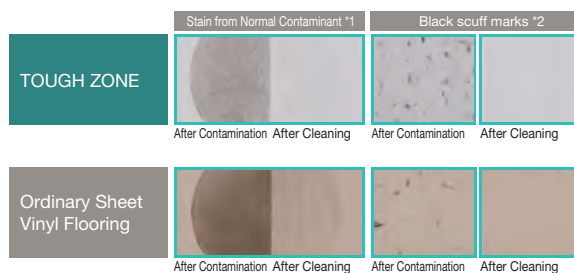 Stain from Normal Contaminant *1
Black scuff marks *2
TOUGH ZONE
After Contamination After Cleaning
After Contamination After Cleaning
Ordinary Sheet
Vinyl Flooring
After Contamination After Cleaning
After Contamination After Cleaning